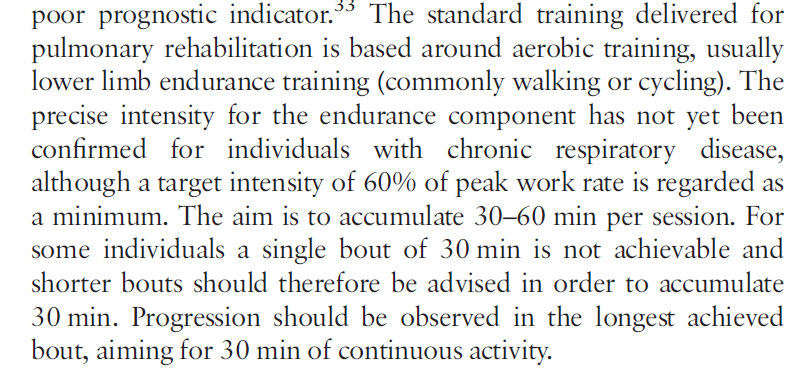 poor prognostic indicator.33 The standard training delivered for
pulmonary rehabilitation is based around aerobic training, usually
lower limb endurance training (commonly walking or cycling). The
precise intensity for the endurance component has not yet been
confirmed for individuals with chronic respiratory disease,
although a target intensity of 60% of peak work rate is regarded as
a minimum. The aim is to accumulate 30–60 min per session. For
some individuals a single bout of 30 min is not achievable and
shorter bouts should therefore be advised in order to accumulate
30 min. Progression should be observed in the longest achieved
bout, aiming for 30 min of continuous activity.